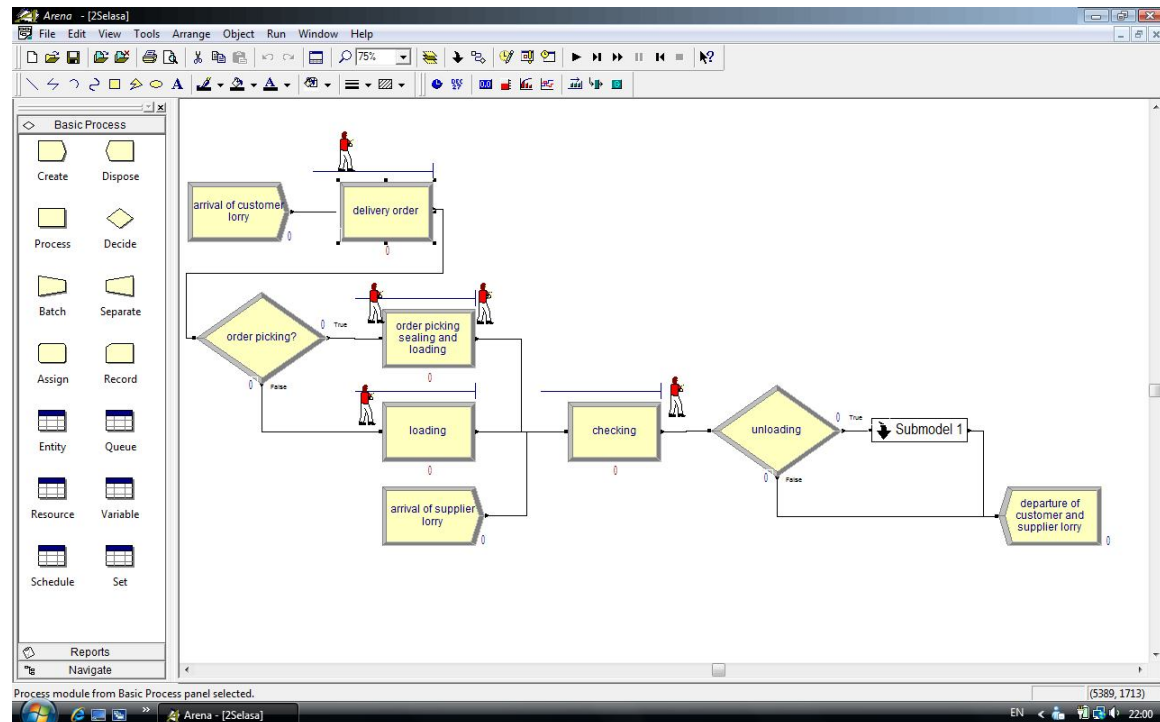 Arena - [2Selasa]
File Edit View Tools Arrange Object Run Window Help
75%
A
Basic Process
Create Dispose
Process Decide
Batch Separate
Assign Record
Entity Queue
Resource Variable
Schedule Set
Reports
Navigate
arrival of customer
lorry
0
delivery order
0
order picking?
0 True
0 False
order picking
sealing and
loading
0
loading
0
arrival of supplier
lorry
0
checking
0
unloading
0 True
0 False
Submodel 1
departure of
customer and
supplier lorry
0
Process module from Basic Process panel selected.
(5389, 1713)
Arena - [2Selasa]
EN
22:00